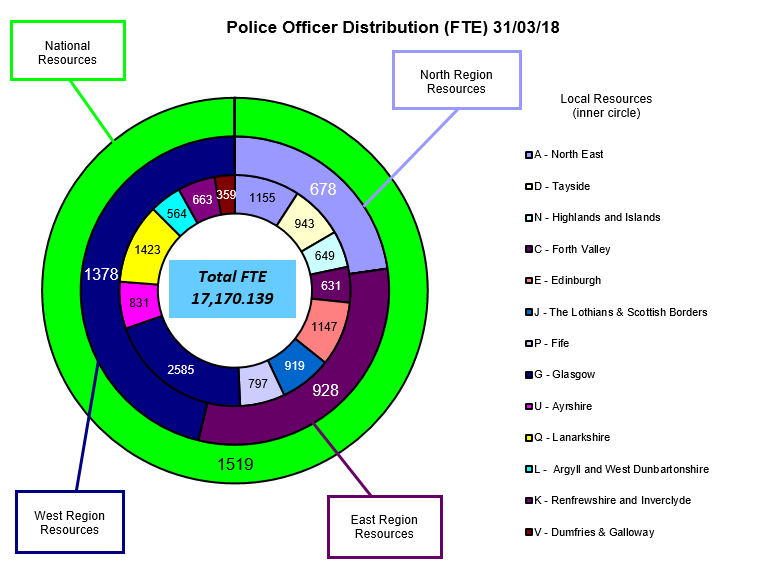 Police Officer Distribution (FTE) 31/03/18
National
Resources
North Region
Resources
Local Resources
(inner circle)
A - North East
D - Tayside
N - Highlands and Islands
C - Forth Valley
E - Edinburgh
J - The Lothians & Scottish Borders
P - Fife
G - Glasgow
U - Ayrshire
Q - Lanarkshire
L -  Argyll and West Dunbartonshire
K - Renfrewshire and Inverclyde
V - Dumfries & Galloway
678
1155
943
649
631
1147
919
797
2585
831
1423
564
663
359
1378
928
1519
Total FTE
17,170.139
West Region
Resources
East Region
Resources